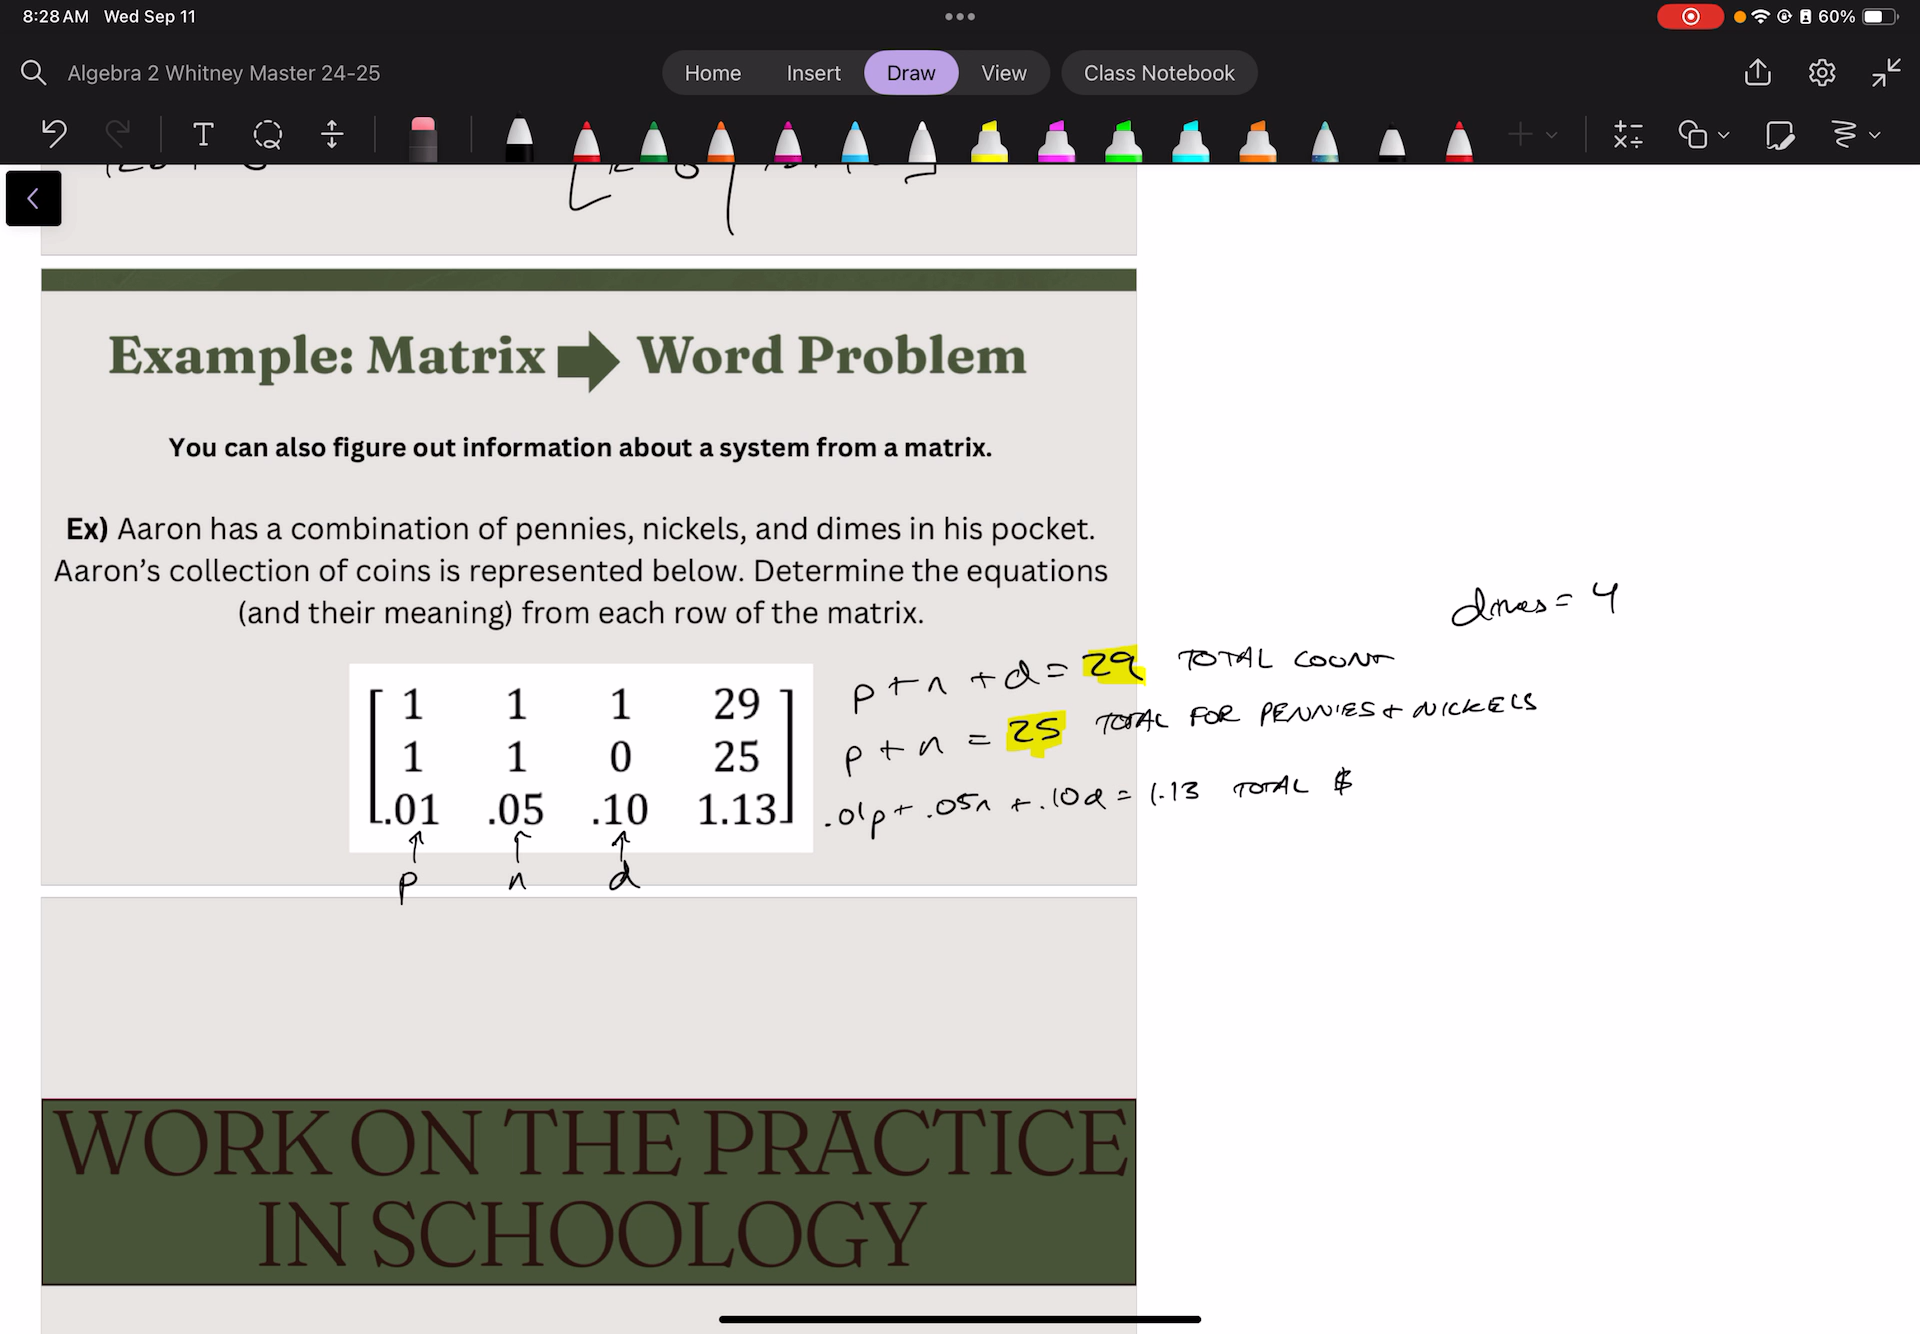 8:28 AM Wed Sep 11
60%
Algebra 2 Whitney Master 24-25
Home Insert Draw View Class Notebook
Example: Matrix Word Problem
You can also figure out information about a system from a matrix.
Ex) Aaron has a combination of pennies, nickels, and dimes in his pocket.
Aaron's collection of coins is represented below. Determine the equations
(and their meaning) from each row of the matrix.
dimes = 4
1 1 1 29
1 1 0 25
.01 .05 .10 1.13
p n d
p + n + d = 29 TOTAL COUNT
p + n = 25 TOTAL FOR PENNIES + NICKELS
.01p + .05n + .10d = 1.13 TOTAL $
WORK ON THE PRACTICE
IN SCHOOLOGY